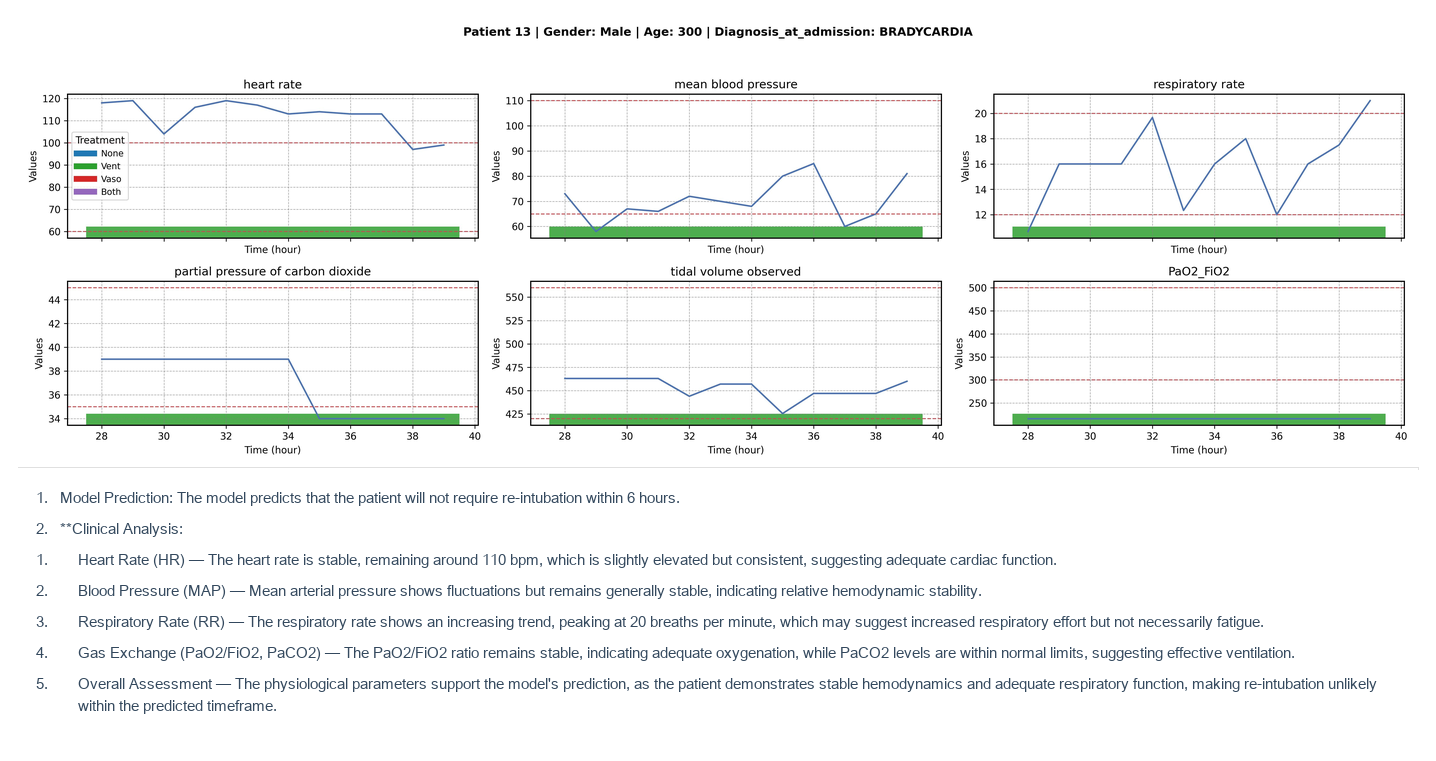 Patient 13 | Gender: Male | Age: 300 | Diagnosis_at_admission: BRADYCARDIA
heart rate
120
110
100
90
80
70
60
Values
Treatment
None
Vent
Vaso
Both
Time (hour)
mean blood pressure
110
100
90
80
70
60
Values
Time (hour)
respiratory rate
20
18
16
14
12
Values
Time (hour)
partial pressure of carbon dioxide
44
42
40
38
36
34
Values
28 30 32 34 36 38 40
Time (hour)
tidal volume observed
550
525
500
475
450
425
Values
28 30 32 34 36 38 40
Time (hour)
PaO2_FiO2
500
450
400
350
300
250
Values
28 30 32 34 36 38 40
Time (hour)
1. Model Prediction: The model predicts that the patient will not require re-intubation within 6 hours.
2. **Clinical Analysis:
1. Heart Rate (HR) — The heart rate is stable, remaining around 110 bpm, which is slightly elevated but consistent, suggesting adequate cardiac function.
2. Blood Pressure (MAP) — Mean arterial pressure shows fluctuations but remains generally stable, indicating relative hemodynamic stability.
3. Respiratory Rate (RR) — The respiratory rate shows an increasing trend, peaking at 20 breaths per minute, which may suggest increased respiratory effort but not necessarily fatigue.
4. Gas Exchange (PaO2/FiO2, PaCO2) — The PaO2/FiO2 ratio remains stable, indicating adequate oxygenation, while PaCO2 levels are within normal limits, suggesting effective ventilation.
5. Overall Assessment — The physiological parameters support the model's prediction, as the patient demonstrates stable hemodynamics and adequate respiratory function, making re-intubation unlikely
within the predicted timeframe.